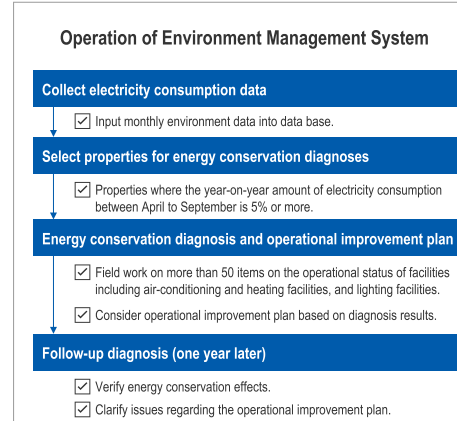 Operation of Environment Management System
Collect electricity consumption data
Input monthly environment data into data base.
Select properties for energy conservation diagnoses
Properties where the year-on-year amount of electricity consumption
between April to September is 5% or more.
Energy conservation diagnosis and operational improvement plan
Field work on more than 50 items on the operational status of facilities
including air-conditioning and heating facilities, and lighting facilities.
Consider operational improvement plan based on diagnosis results.
Follow-up diagnosis (one year later)
Verify energy conservation effects.
Clarify issues regarding the operational improvement plan.